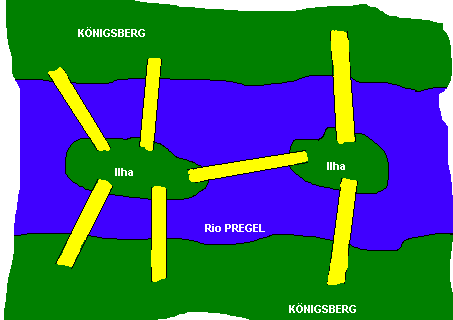 KÖNIGSBERG
Ilha
Ilha
Rio PREGEL
KÖNIGSBERG